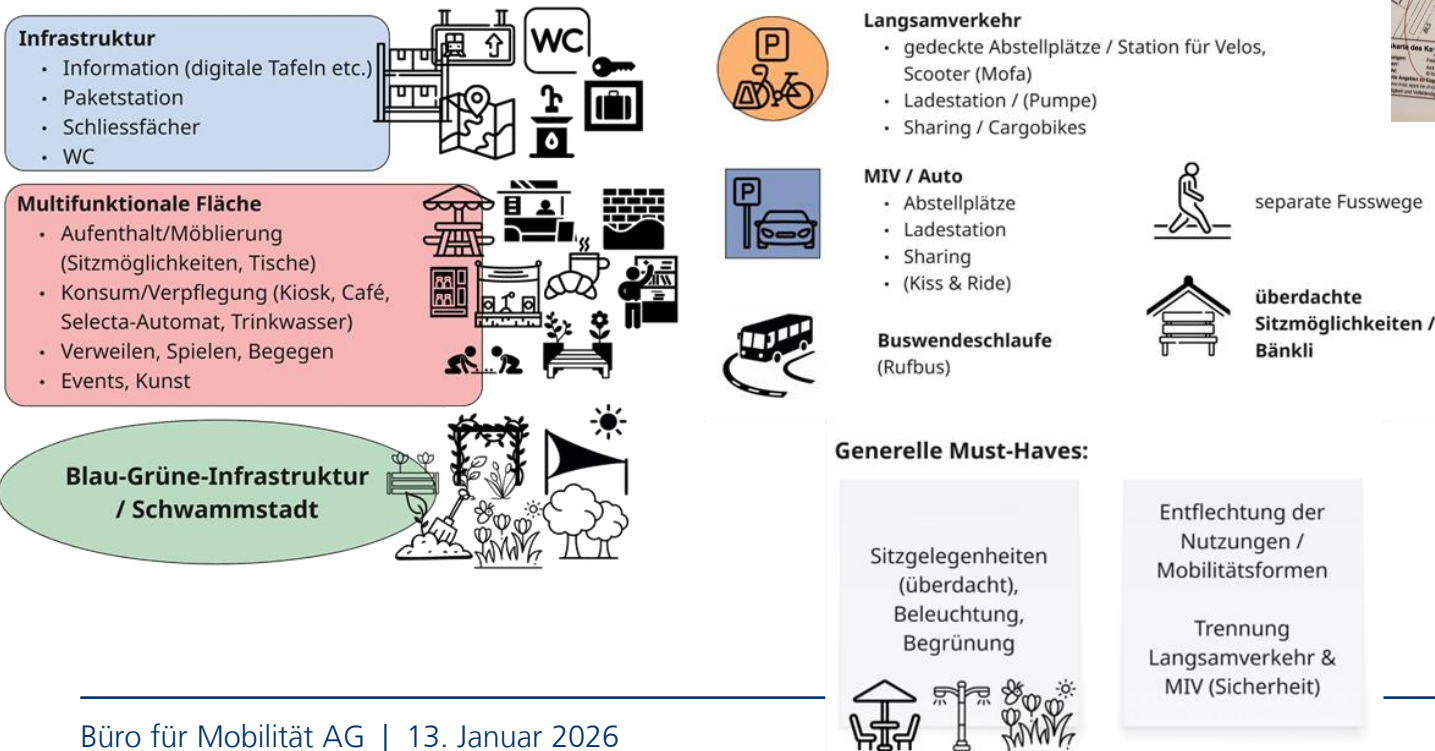 Infrastruktur
• Information (digitale Tafeln etc.)
• Paketstation
• Schliessfächer
• WC
WC
Multifunktionale Fläche
• Aufenthalt/Möblierung
(Sitzmöglichkeiten, Tische)
• Konsum/Verpflegung (Kiosk, Café,
Selecta-Automat, Trinkwasser)
• Verweilen, Spielen, Begegen
• Events, Kunst
Blau-Grüne-Infrastruktur
/ Schwammstadt
P
Langsamverkehr
• gedeckte Abstellplätze / Station für Velos,
Scooter (Mofa)
• Ladestation / (Pumpe)
• Sharing / Cargobikes
P
MIV / Auto
• Abstellplätze
• Ladestation
• Sharing
• (Kiss & Ride)
separate Fusswege
Buswendeschlaufe
(Rufbus)
überdachte
Sitzmöglichkeiten /
Bänkli
Generelle Must-Haves:
Sitzgelegenheiten
(überdacht),
Beleuchtung,
Begrünung
Entflechtung der
Nutzungen /
Mobilitätsformen
Trennung
Langsamverkehr &
MIV (Sicherheit)
Büro für Mobilität AG | 13. Januar 2026